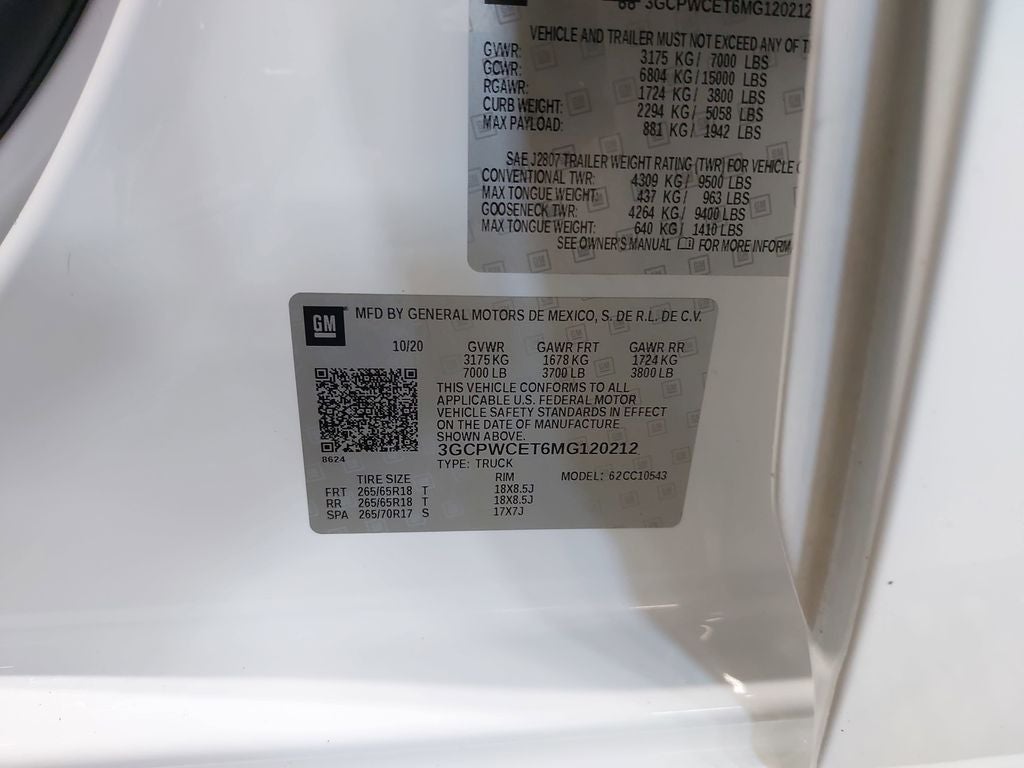 3GCPWCET6MG120212
VEHICLE AND TRAILER MUST NOT EXCEED ANY OF T
GVWR: 3175 KG / 7000 LBS
GCWR: 6804 KG / 15000 LBS
RGAWR: 1724 KG / 3800 LBS
CURB WEIGHT: 2294 KG / 5058 LBS
MAX PAYLOAD: 881 KG / 1942 LBS
SAE J2807 TRAILER WEIGHT RATING (TWR) FOR VEHICLE
CONVENTIONAL TWR: 4309 KG / 9500 LBS
MAX TONGUE WEIGHT: 437 KG / 963 LBS
GOOSENECK TWR: 4264 KG / 9400 LBS
MAX TONGUE WEIGHT: 640 KG / 1410 LBS
SEE OWNER'S MANUAL FOR MORE INFORM
GM MFD BY GENERAL MOTORS DE MEXICO, S. DE R.L. DE C.V.
10/20 GVWR GAWR FRT GAWR RR
3175 KG 1678 KG 1724 KG
7000 LB 3700 LB 3800 LB
THIS VEHICLE CONFORMS TO ALL
APPLICABLE U.S. FEDERAL MOTOR
VEHICLE SAFETY STANDARDS IN EFFECT
ON THE DATE OF MANUFACTURE
SHOWN ABOVE.
3GCPWCET6MG120212
8624
TYPE: TRUCK
TIRE SIZE RIM MODEL: 62CC10543
FRT 265/65R18 T 18X8.5J
RR 265/65R18 T 18X8.5J
SPA 265/70R17 S 17X7J